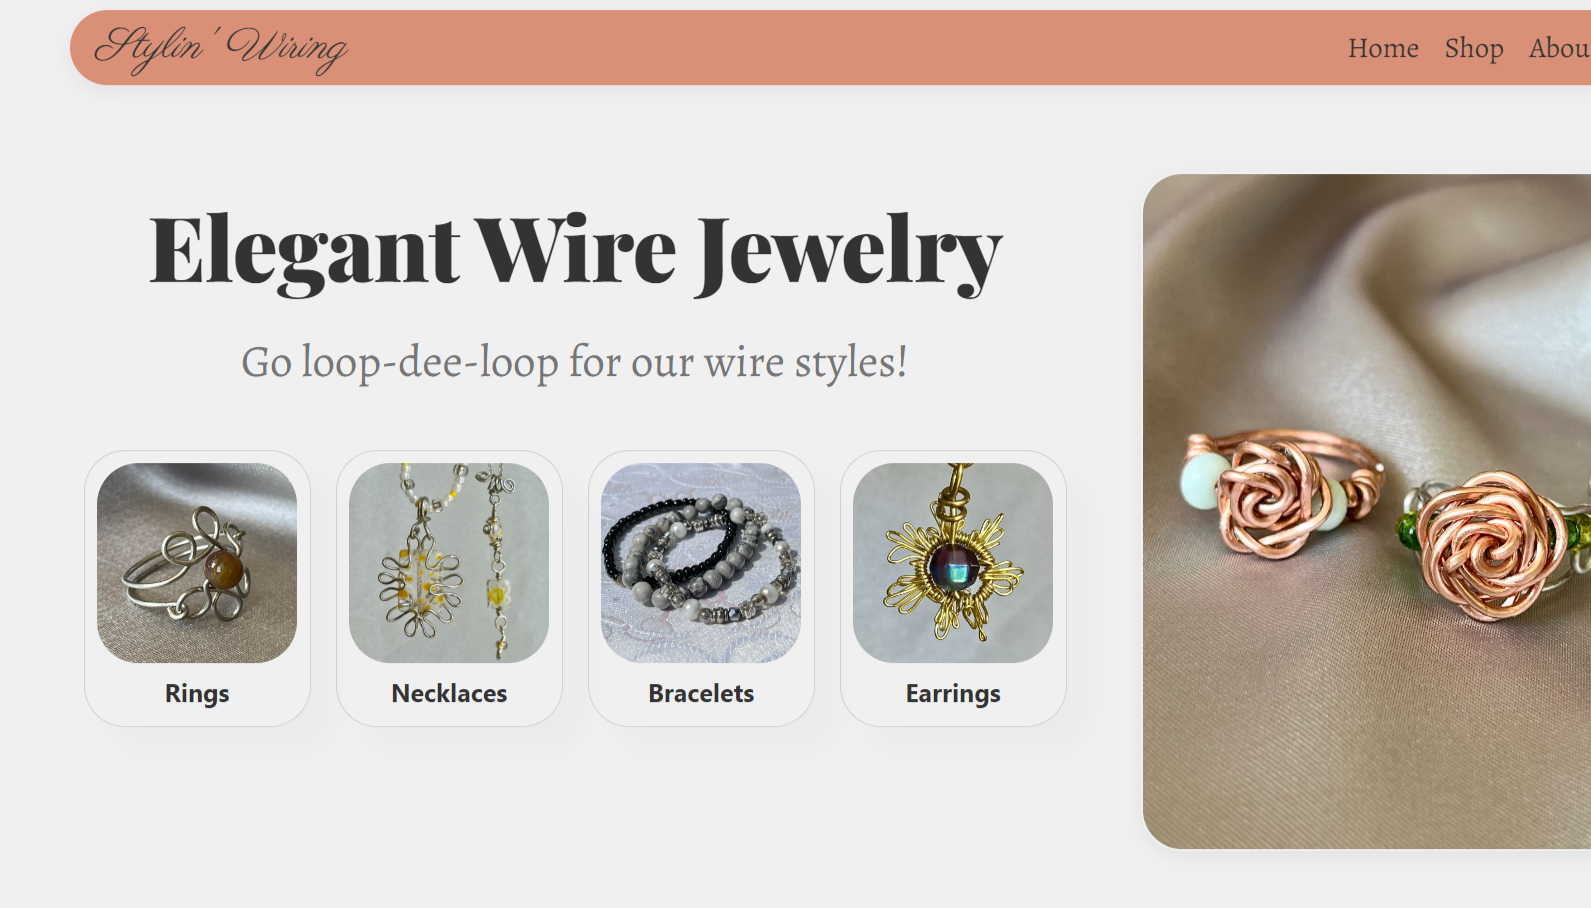 Stylin' Wiring
Home Shop
Elegant Wire Jewelry
Go loop-dee-loop for our wire styles!
Rings Necklaces Bracelets Earrings